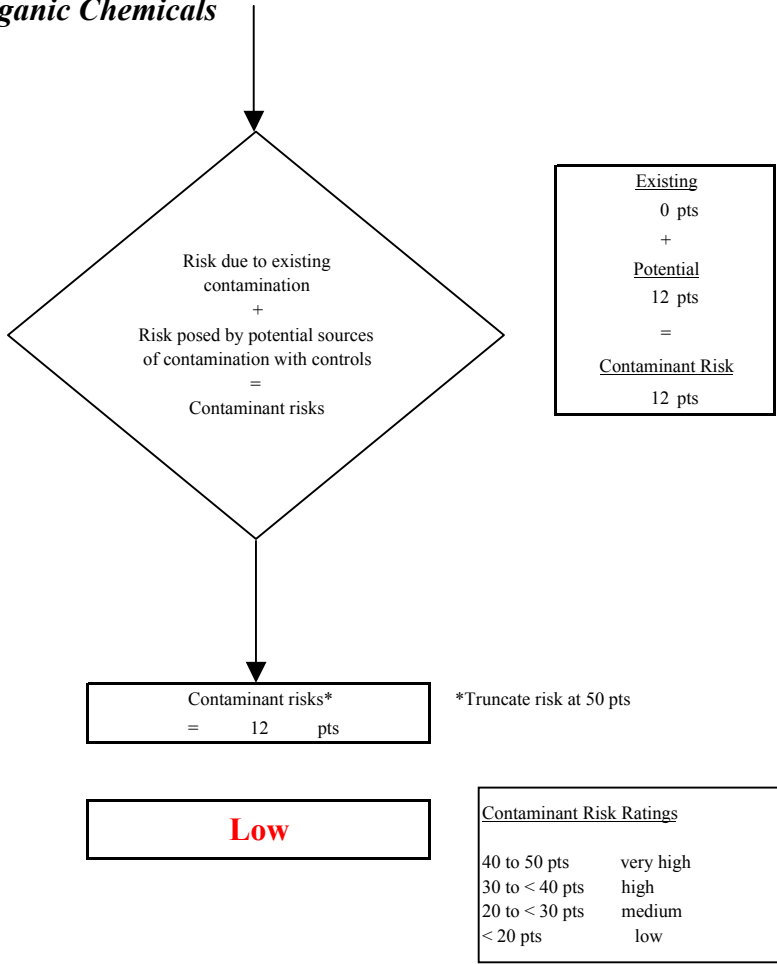 Chemicals
Risk due to existing
contamination
+
Risk posed by potential sources
of contamination with controls
=
Contaminant risks
Existing
0 pts
+
Potential
12 pts
=
Contaminant Risk
12 pts
Contaminant risks*
= 12 pts
*Truncate risk at 50 pts
Low
Contaminant Risk Ratings
40 to 50 pts very high
30 to < 40 pts high
20 to < 30 pts medium
< 20 pts low